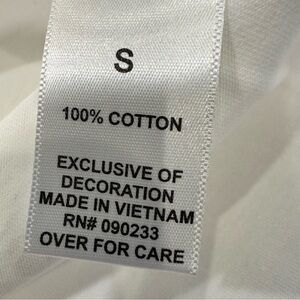 S
100% COTTON
EXCLUSIVE OF
DECORATION
MADE IN VIETNAM
RN# 090233
OVER FOR CARE